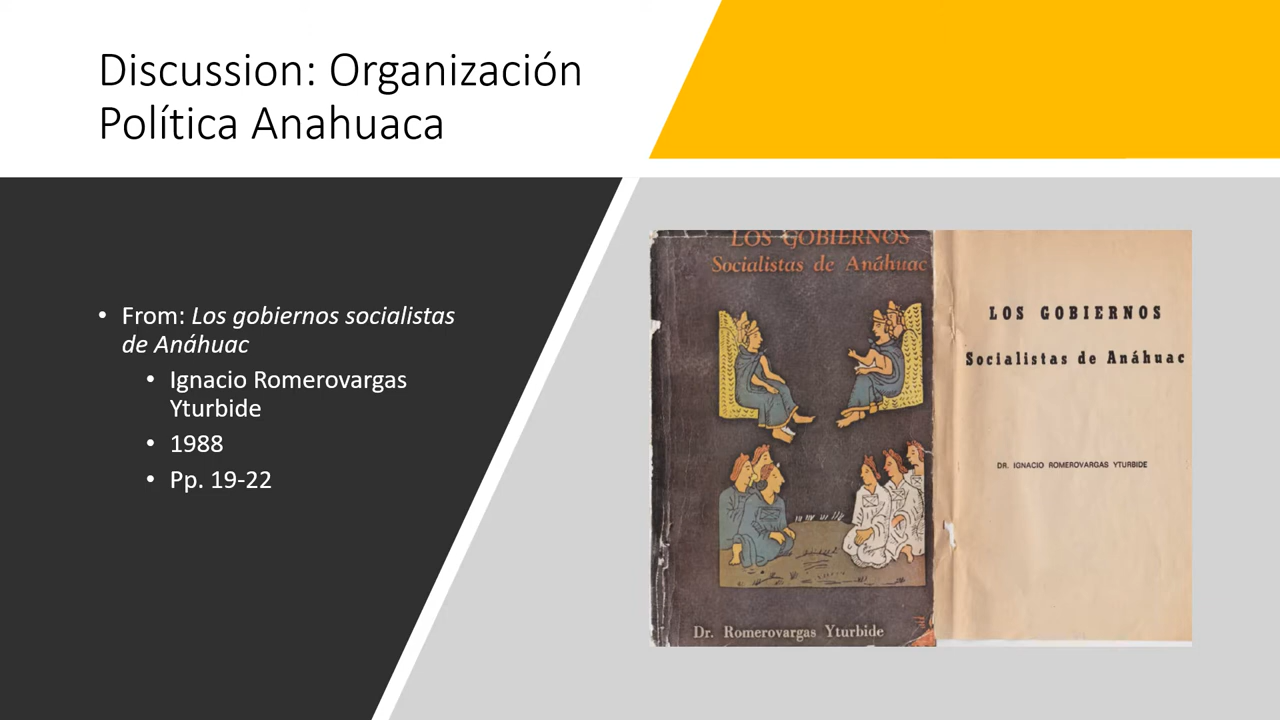 Discussion: Organización
Política Anahuaca
• From: Los gobiernos socialistas
de Anáhuac
• Ignacio Romerovargas
Yturbide
• 1988
• Pp. 19-22
LOS GOBIERNOS
Socialistas de Anáhuac
Dr. Romerovargas Yturbide
LOS GOBIERNOS
Socialistas de Anáhuac
DR. IGNACIO ROMEROVARGAS YTURBIDE